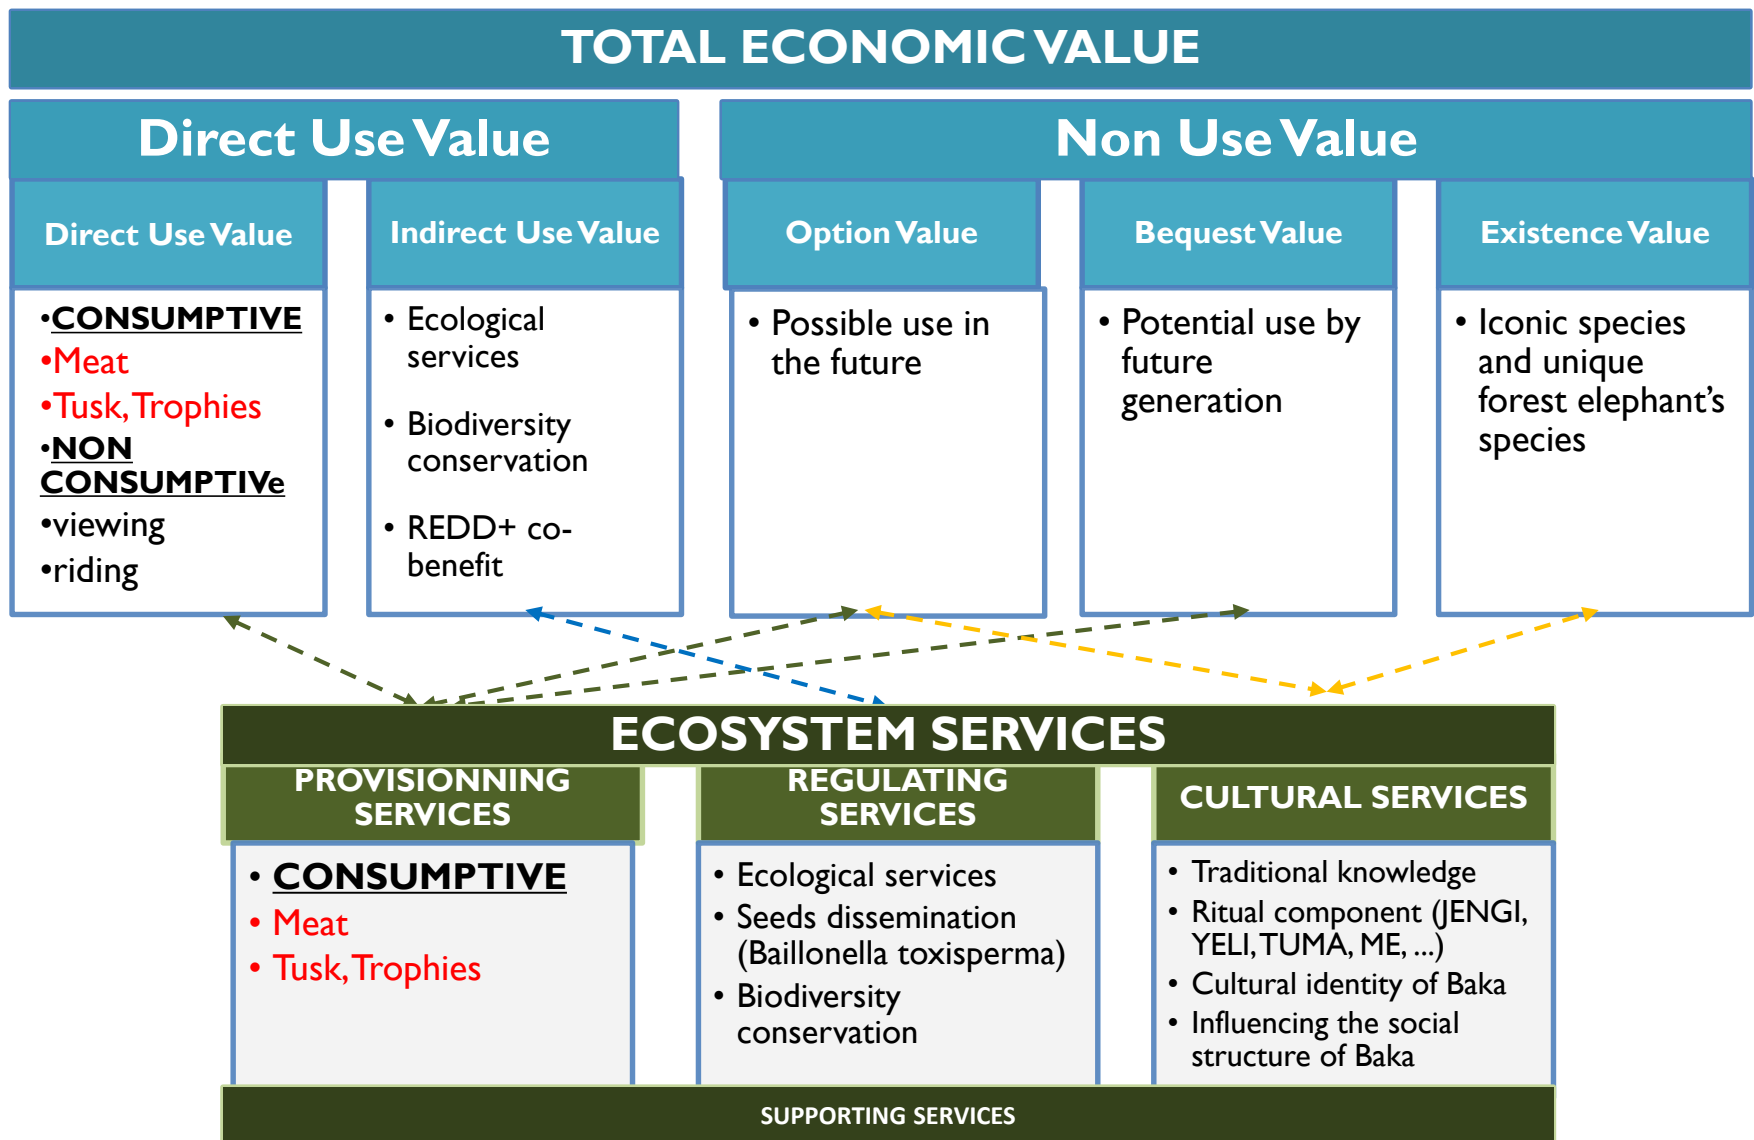 TOTAL ECONOMIC VALUE
Direct Use Value
Non Use Value
Direct Use Value
Indirect Use Value
Option Value
Bequest Value
Existence Value
•CONSUMPTIVE
•Meat
•Tusk, Trophies
•NON
CONSUMPTIVe
•viewing
•riding
• Ecological
services
• Biodiversity
conservation
• REDD+ co-
benefit
• Possible use in
the future
• Potential use by
future
generation
• Iconic species
and unique
forest elephant’s
species
ECOSYSTEM SERVICES
PROVISIONNING
SERVICES
REGULATING
SERVICES
CULTURAL SERVICES
• CONSUMPTIVE
• Meat
• Tusk, Trophies
• Ecological services
• Seeds dissemination
(Baillonella toxisperma)
• Biodiversity
conservation
• Traditional knowledge
• Ritual component (JENGI,
YELI, TUMA, ME, ...)
• Cultural identity of Baka
• Influencing the social
structure of Baka
SUPPORTING SERVICES